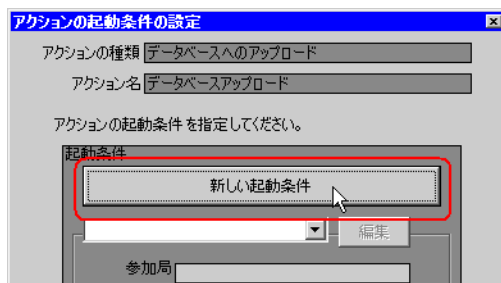 アクションの起動条件の設定
アクションの種類 データベースへのアップロード
アクション名 データベースアップロード
アクションの起動条件を指定してください。
起動条件
新しい起動条件
編集
参加局